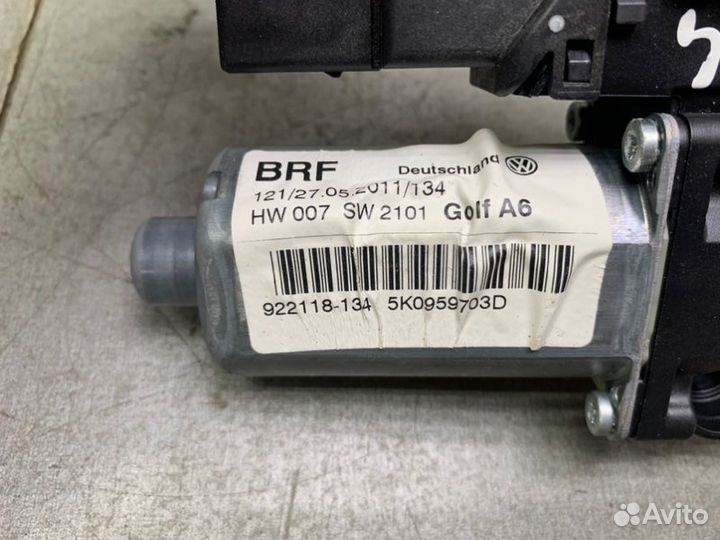 BRF Deutschland
121/27.05.2011/134
HW 007 SW 2101 Golf A6
922118-134 5K0959703D
Avito